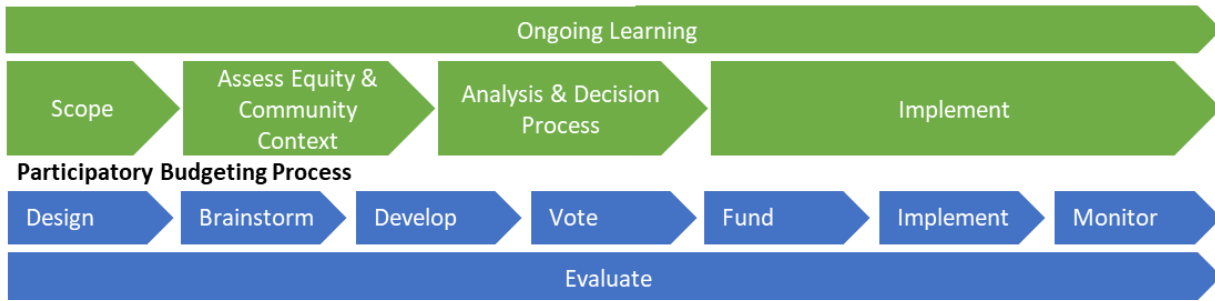 Ongoing Learning
Scope
Assess Equity &
Community
Context
Analysis & Decision
Process
Implement
Participatory Budgeting Process
Design
Brainstorm
Develop
Vote
Fund
Implement
Monitor
Evaluate